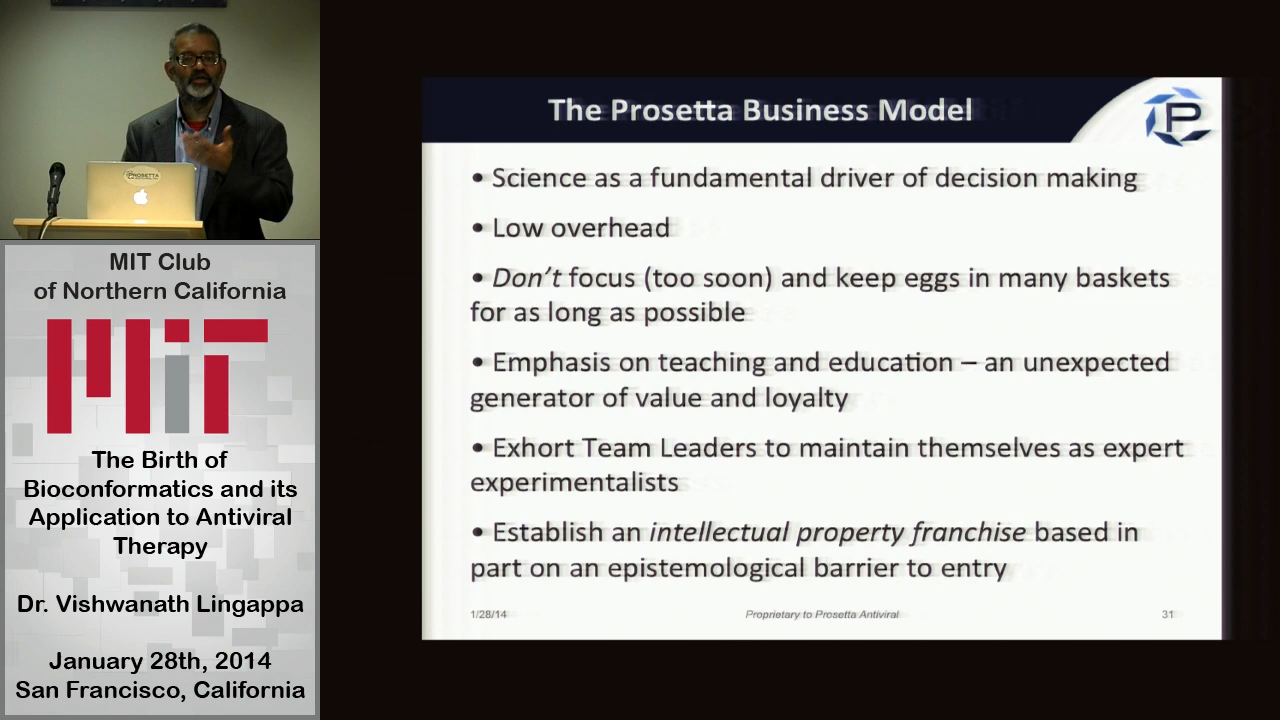 PROSETTA
MIT Club
of Northern California
MIT
The Birth of
Bioconformatics and its
Application to Antiviral
Therapy
Dr. Vishwanath Lingappa
January 28th, 2014
San Francisco, California
The Prosetta Business Model
P
• Science as a fundamental driver of decision making
• Low overhead
• Don't focus (too soon) and keep eggs in many baskets
for as long as possible
• Emphasis on teaching and education – an unexpected
generator of value and loyalty
• Exhort Team Leaders to maintain themselves as expert
experimentalists
• Establish an intellectual property franchise based in
part on an epistemological barrier to entry
1/28/14 Proprietary to Prosetta Antiviral 31